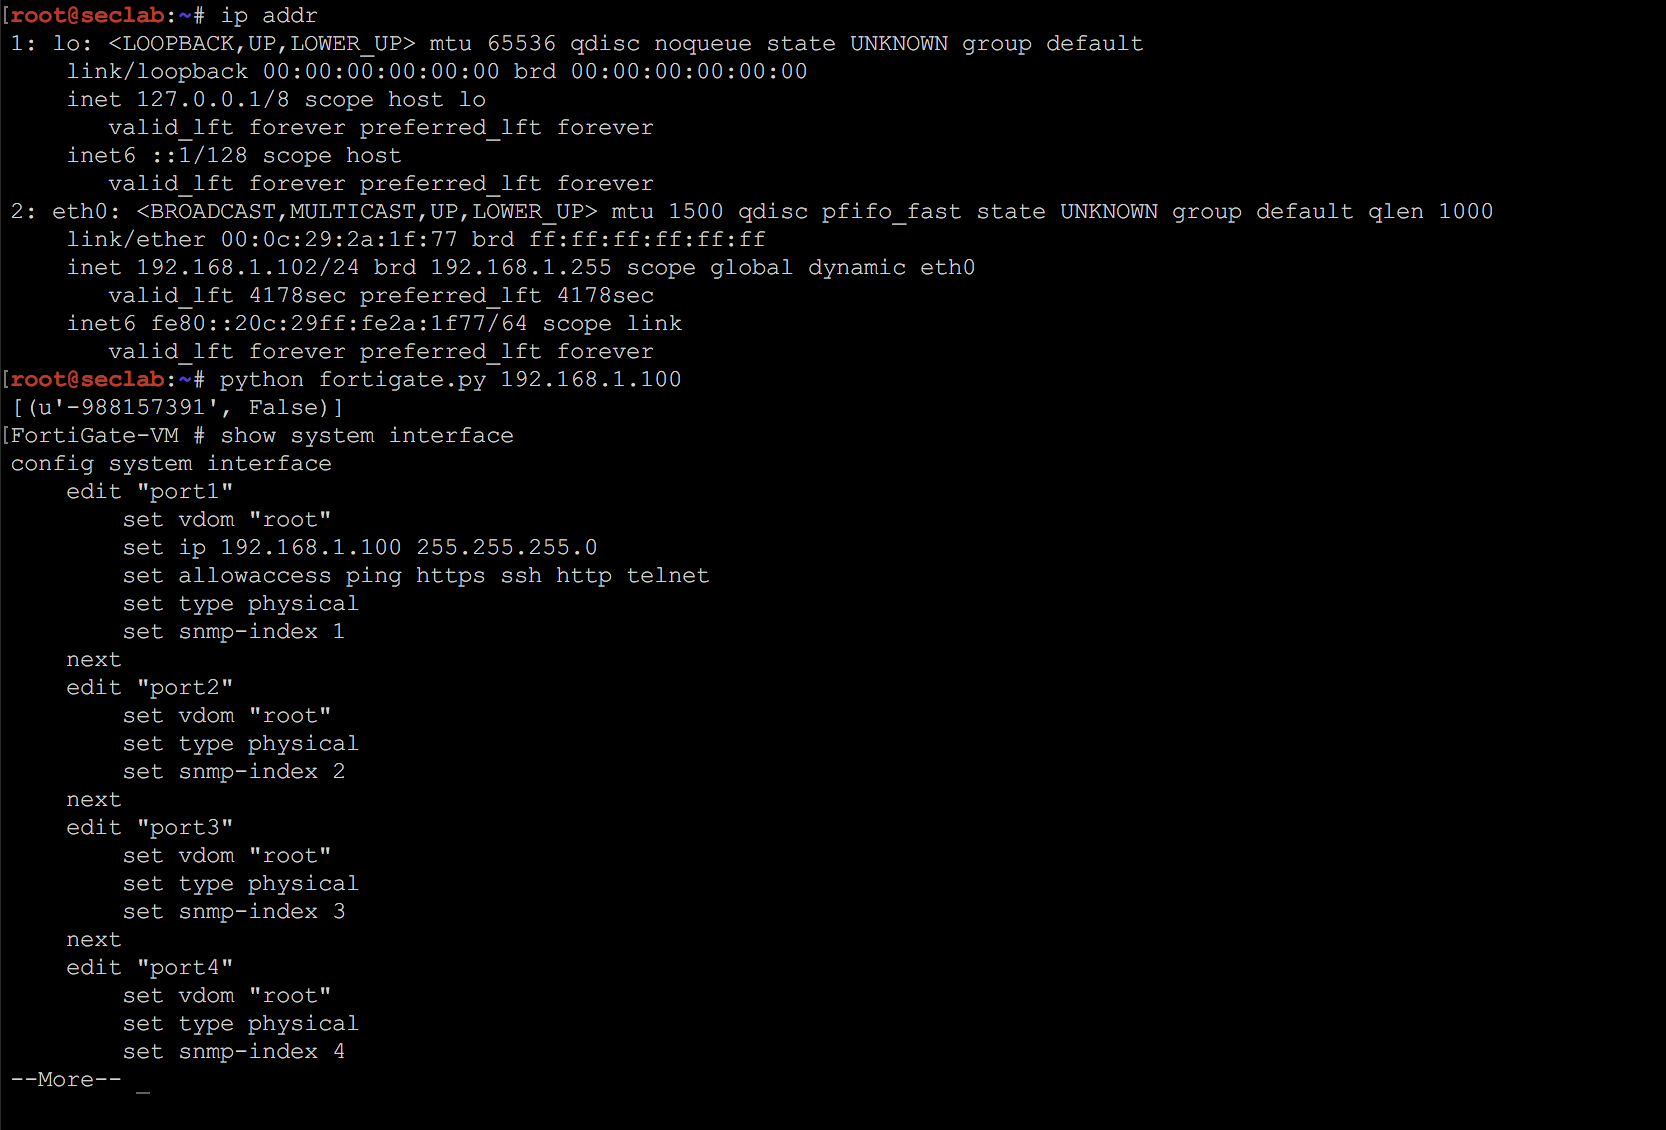 [root@seclab:~# ip addr
1: lo: <LOOPBACK,UP,LOWER_UP> mtu 65536 qdisc noqueue state UNKNOWN group default
    link/loopback 00:00:00:00:00:00 brd 00:00:00:00:00:00
    inet 127.0.0.1/8 scope host lo
       valid_lft forever preferred_lft forever
    inet6 ::1/128 scope host
       valid_lft forever preferred_lft forever
2: eth0: <BROADCAST,MULTICAST,UP,LOWER_UP> mtu 1500 qdisc pfifo_fast state UNKNOWN group default qlen 1000
    link/ether 00:0c:29:2a:1f:77 brd ff:ff:ff:ff:ff:ff
    inet 192.168.1.102/24 brd 192.168.1.255 scope global dynamic eth0
       valid_lft 4178sec preferred_lft 4178sec
    inet6 fe80::20c:29ff:fe2a:1f77/64 scope link
       valid_lft forever preferred_lft forever
[root@seclab:~# python fortigate.py 192.168.1.100
[(u'-988157391', False)]
[FortiGate-VM # show system interface
config system interface
    edit "port1"
        set vdom "root"
        set ip 192.168.1.100 255.255.255.0
        set allowaccess ping https ssh http telnet
        set type physical
        set snmp-index 1
    next
    edit "port2"
        set vdom "root"
        set type physical
        set snmp-index 2
    next
    edit "port3"
        set vdom "root"
        set type physical
        set snmp-index 3
    next
    edit "port4"
        set vdom "root"
        set type physical
        set snmp-index 4
--More-- _